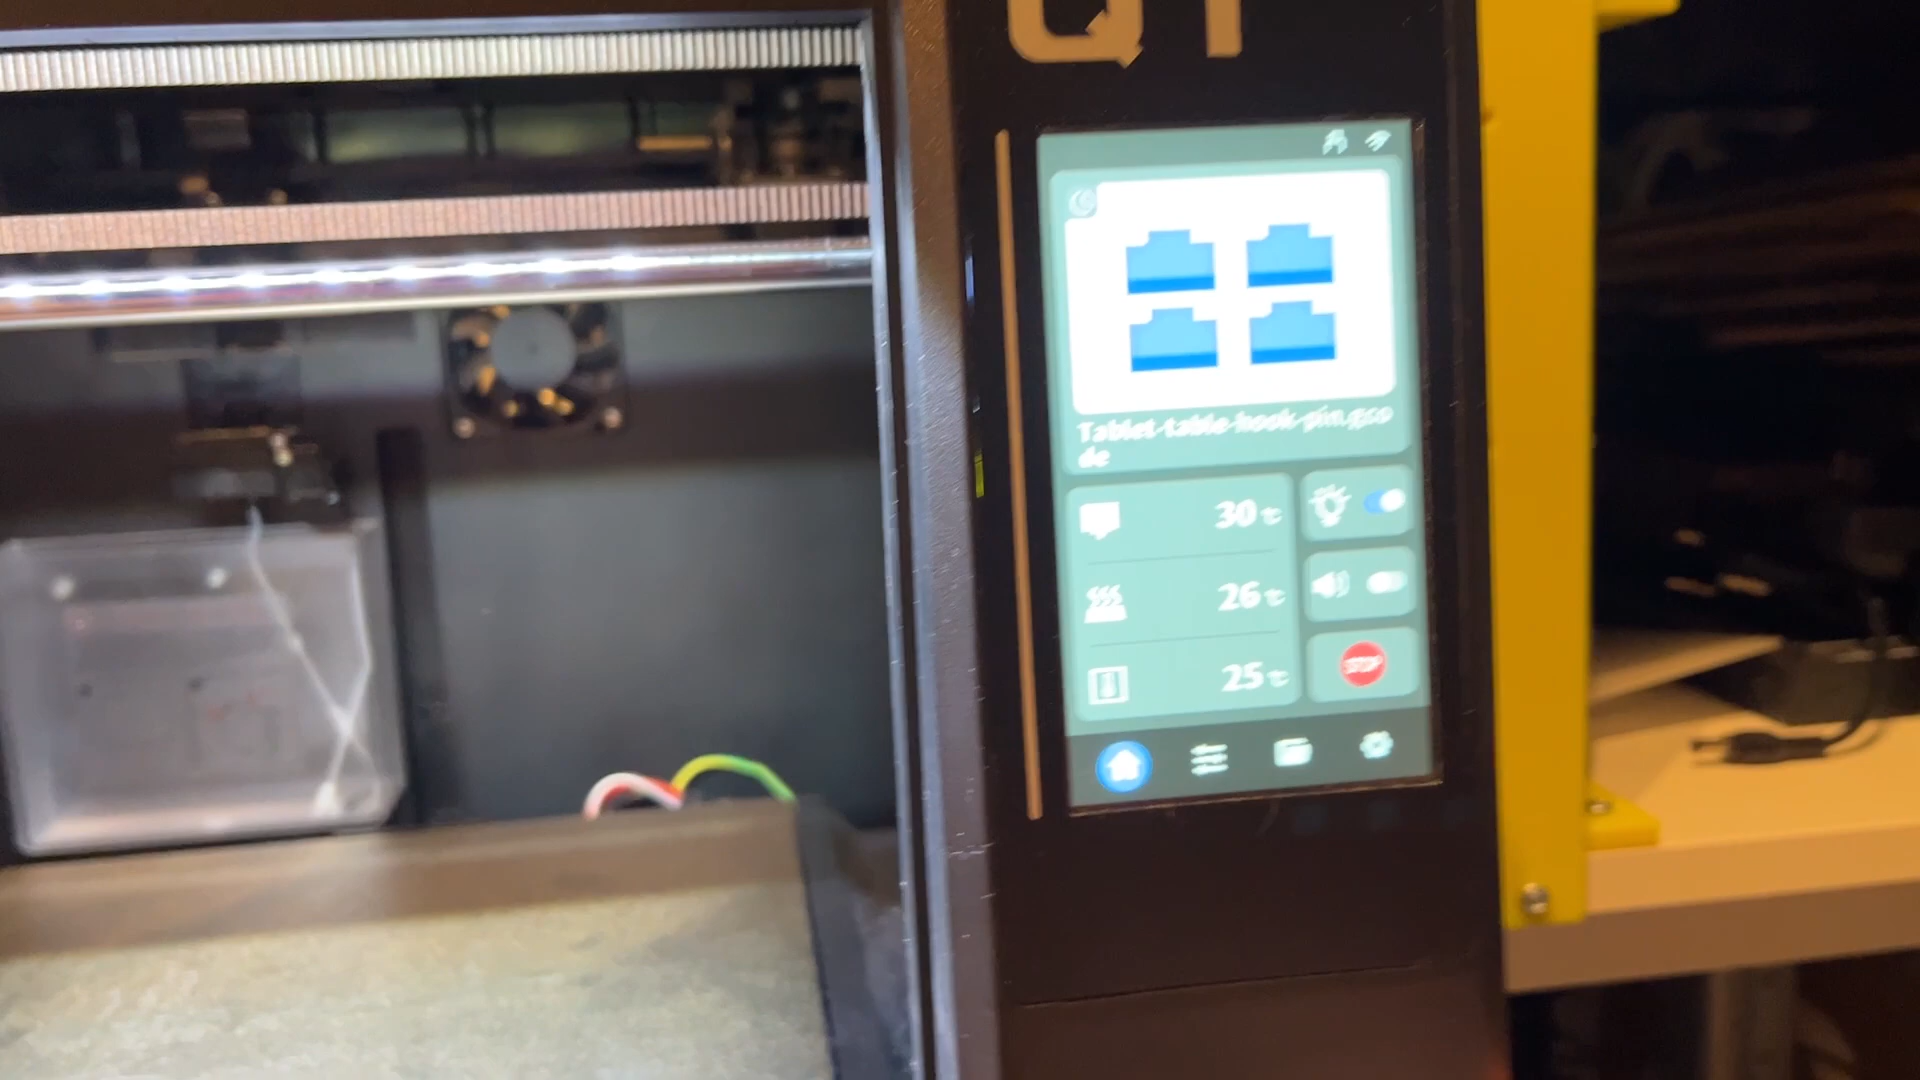 Q1
Tablet-table-hook-pin.gco
de
30 ℃
26 ℃
25 ℃
STOP